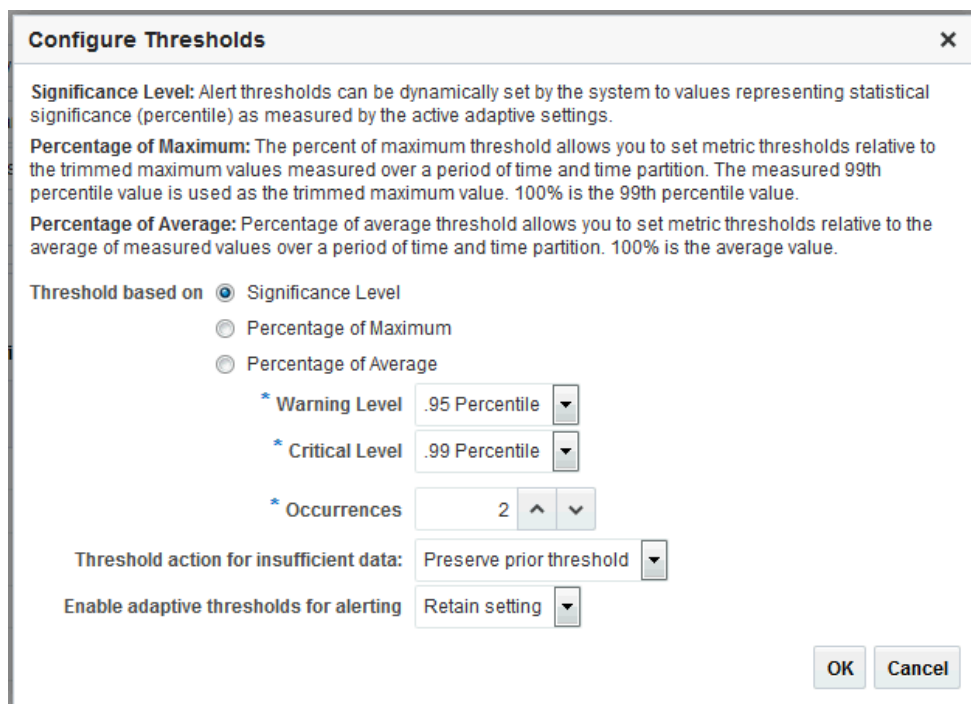 Configure Thresholds
Significance Level: Alert thresholds can be dynamically set by the system to values representing statistical
significance (percentile) as measured by the active adaptive settings.
Percentage of Maximum: The percent of maximum threshold allows you to set metric thresholds relative to
the trimmed maximum values measured over a period of time and time partition. The measured 99th
percentile value is used as the trimmed maximum value. 100% is the 99th percentile value.
Percentage of Average: Percentage of average threshold allows you to set metric thresholds relative to the
average of measured values over a period of time and time partition. 100% is the average value.
Threshold based on Significance Level
Percentage of Maximum
Percentage of Average
* Warning Level .95 Percentile
* Critical Level .99 Percentile
* Occurrences 2
Threshold action for insufficient data: Preserve prior threshold
Enable adaptive thresholds for alerting Retain setting
OK Cancel